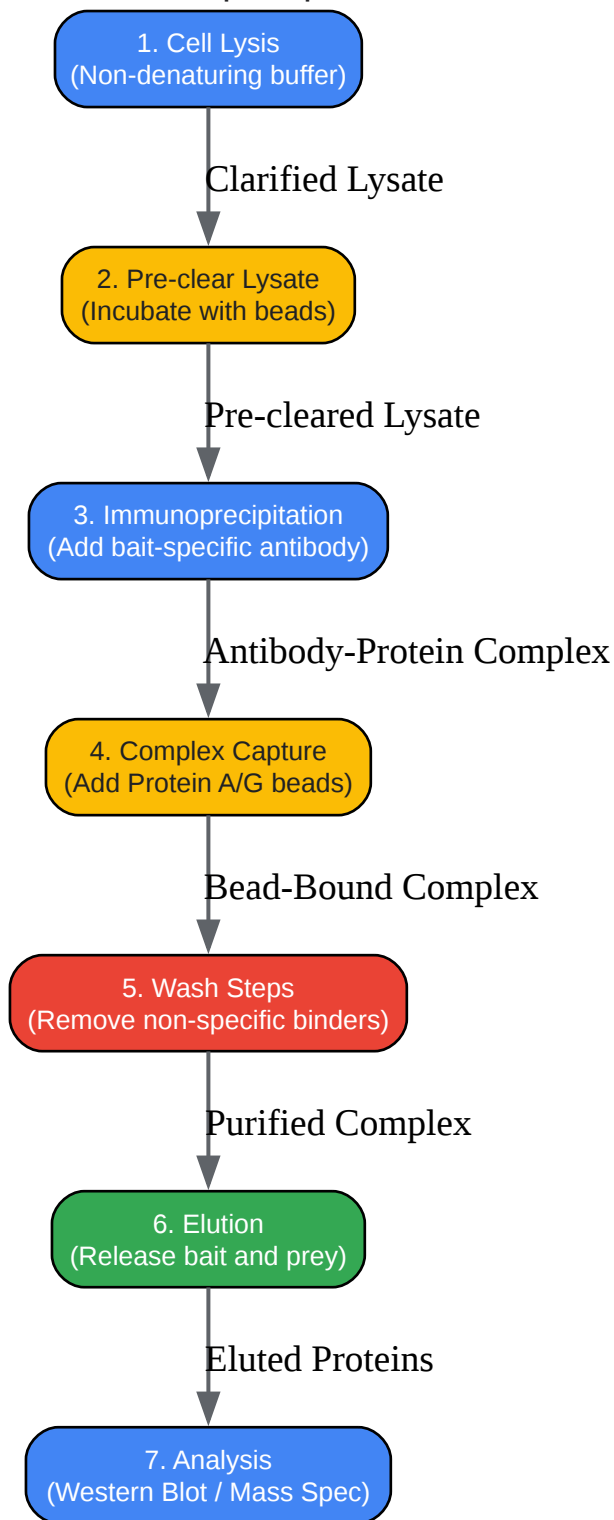 1. Cell Lysis
(Non-denaturing buffer)
Clarified Lysate
2. Pre-clear Lysate
(Incubate with beads)
Pre-cleared Lysate
3. Immunoprecipitation
(Add bait-specific antibody)
Antibody-Protein Complex
4. Complex Capture
(Add Protein A/G beads)
Bead-Bound Complex
5. Wash Steps
(Remove non-specific binders)
Purified Complex
6. Elution
(Release bait and prey)
Eluted Proteins
7. Analysis
(Western Blot / Mass Spec)